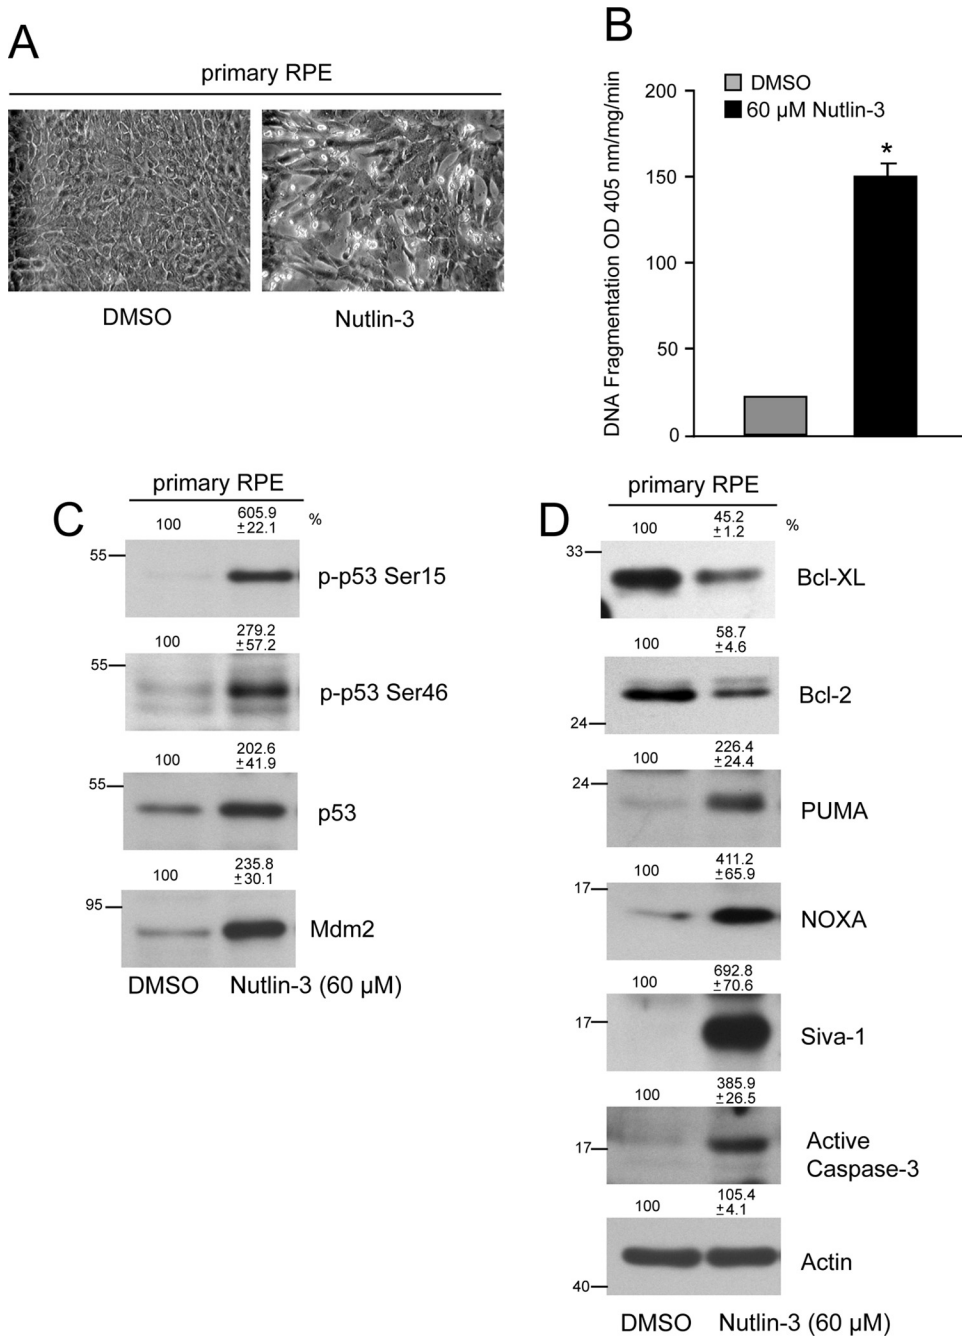 A
primary RPE
DMSO
Nutlin-3
B
DNA Fragmentation OD 405 nm/mg/min
200
150
100
50
0
DMSO
60 µM Nutlin-3
*
C
primary RPE
100
605.9
±22.1
%
55
p-p53 Ser15
100
279.2
±57.2
55
p-p53 Ser46
100
202.6
±41.9
55
p53
100
235.8
±30.1
95
Mdm2
DMSO
Nutlin-3 (60 µM)
D
primary RPE
100
45.2
±1.2
%
33
Bcl-XL
100
58.7
±4.6
Bcl-2
24
100
226.4
±24.4
24
PUMA
100
411.2
±65.9
17
NOXA
100
692.8
±70.6
17
Siva-1
100
385.9
±26.5
17
Active
Caspase-3
100
105.4
±4.1
Actin
40
DMSO
Nutlin-3 (60 µM)